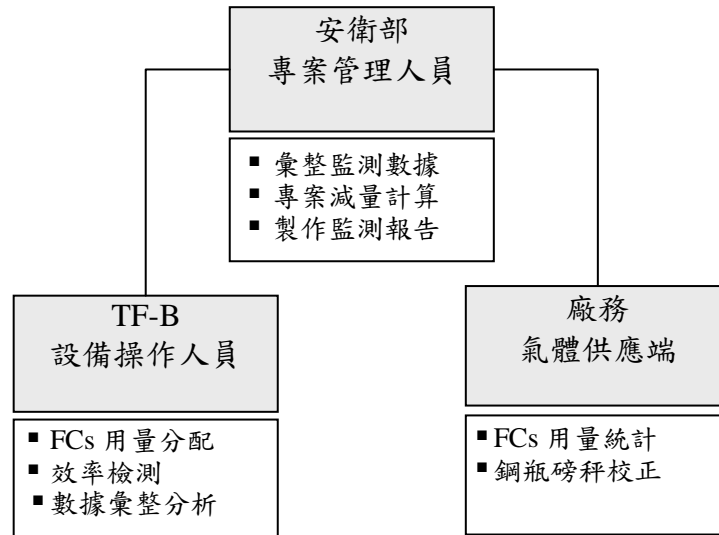 安衛部
專案管理人員
▪ 彙整監測數據
▪ 專案減量計算
▪ 製作監測報告
TF-B
設備操作人員
▪ FCs 用量分配
▪ 效率檢測
▪ 數據彙整分析
廠務
氣體供應端
▪ FCs 用量統計
▪ 鋼瓶磅秤校正